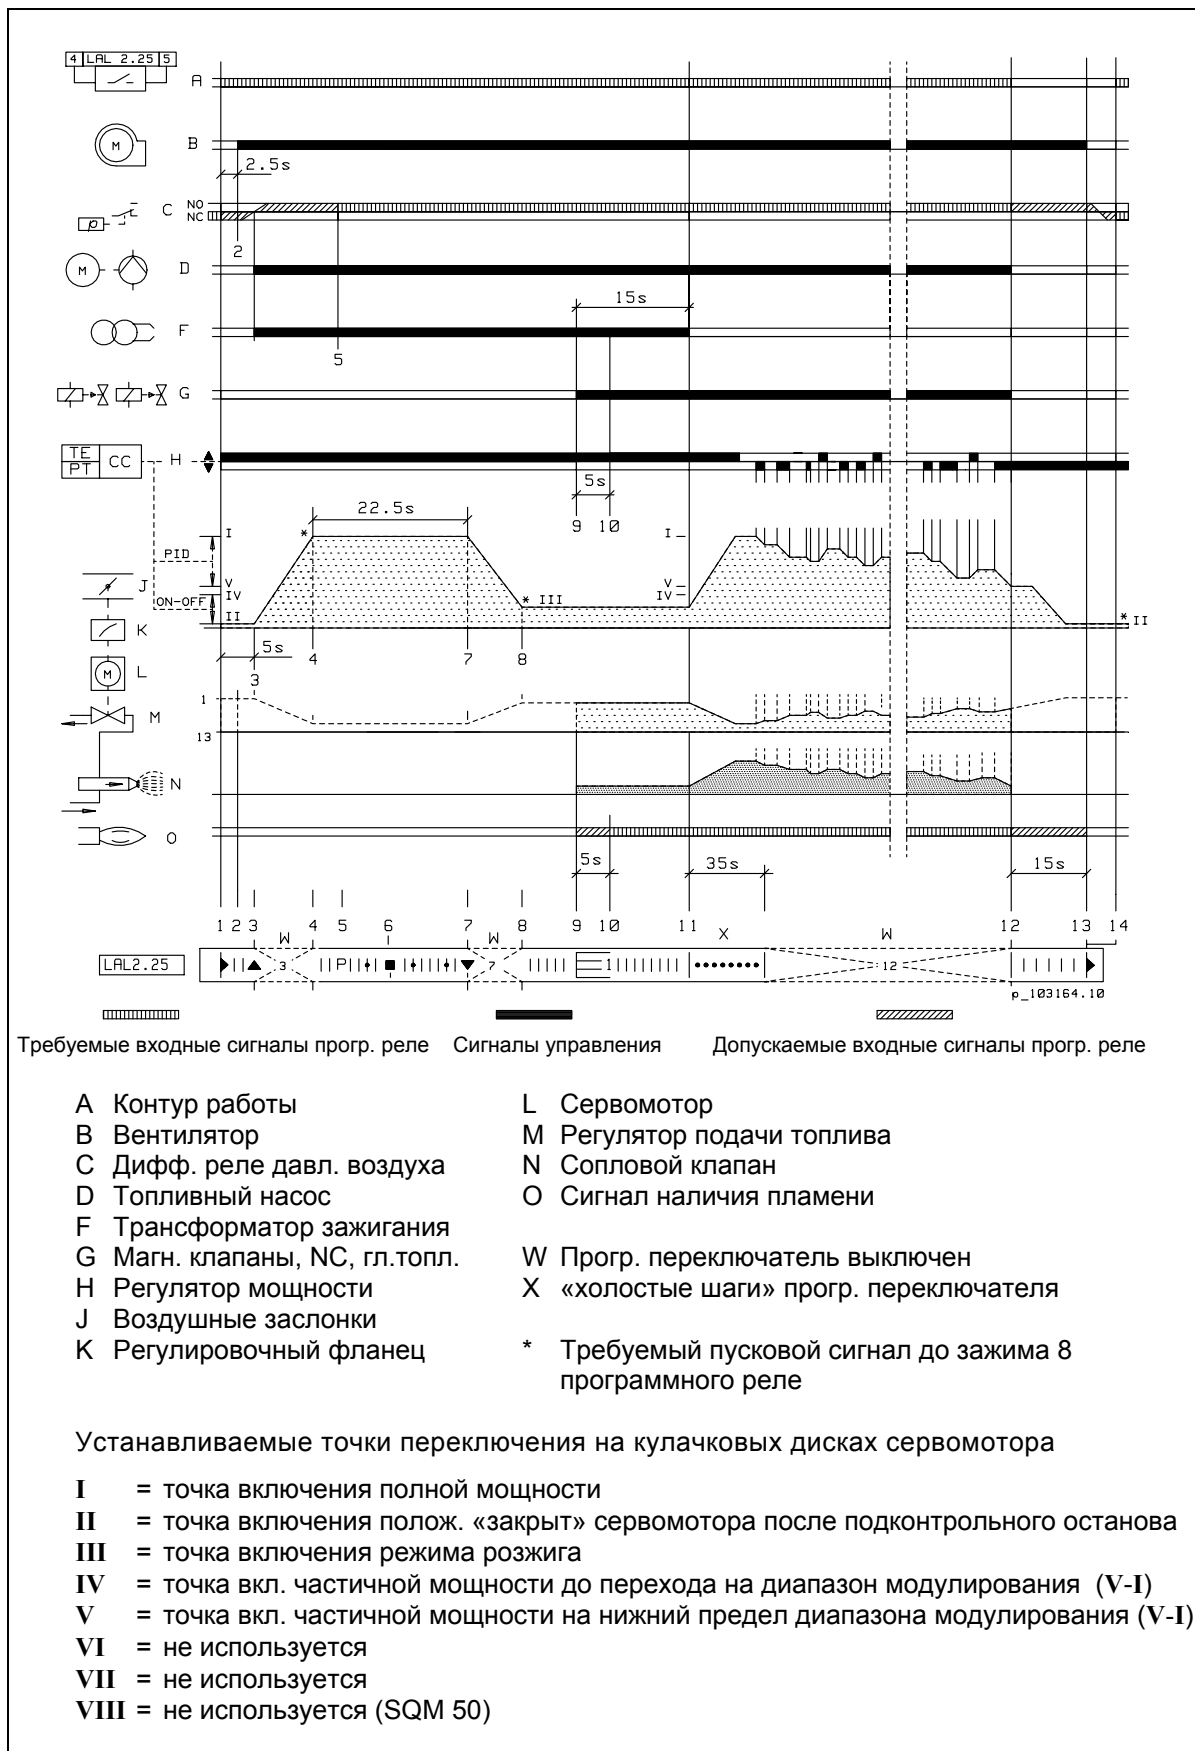 4 LAL 2.25 5
A
M
B
2.5s
p
C
NO
NC
2
M
D
15s
F
5
G
TE
PT
CC
H
5s
22.5s
9 10
I
*
I
PID
J
V
IV
V
IV
ON-OFF
* III
II
* II
K
5s
4
7
8
L
M
3
1
M
13
N
O
5s
35s
15s
1 2 3 4 5 6 7 8 9 10 11 12 13 14
W
W
X
W
LAL2.25
3
P
7
1
12
p_103164.10
Требуемые входные сигналы прогр. реле
Сигналы управления
Допускаемые входные сигналы прогр. реле
A Контур работы
B Вентилятор
C Дифф. реле давл. воздуха
D Топливный насос
F Трансформатор зажигания
G Магн. клапаны, NC, гл.топл.
H Регулятор мощности
J Воздушные заслонки
K Регулировочный фланец
L Сервомотор
M Регулятор подачи топлива
N Сопловой клапан
O Сигнал наличия пламени
W Прогр. переключатель выключен
X «холостые шаги» прогр. переключателя
* Требуемый пусковой сигнал до зажима 8
программного реле
Устанавливаемые точки переключения на кулачковых дисках сервомотора
I = точка включения полной мощности
II = точка включения полож. «закрыт» сервомотора после подконтрольного останова
III = точка включения режима розжига
IV = точка вкл. частичной мощности до перехода на диапазон модулирования (V-I)
V = точка вкл. частичной мощности на нижний предел диапазона модулирования (V-I)
VI = не используется
VII = не используется
VIII = не используется (SQM 50)